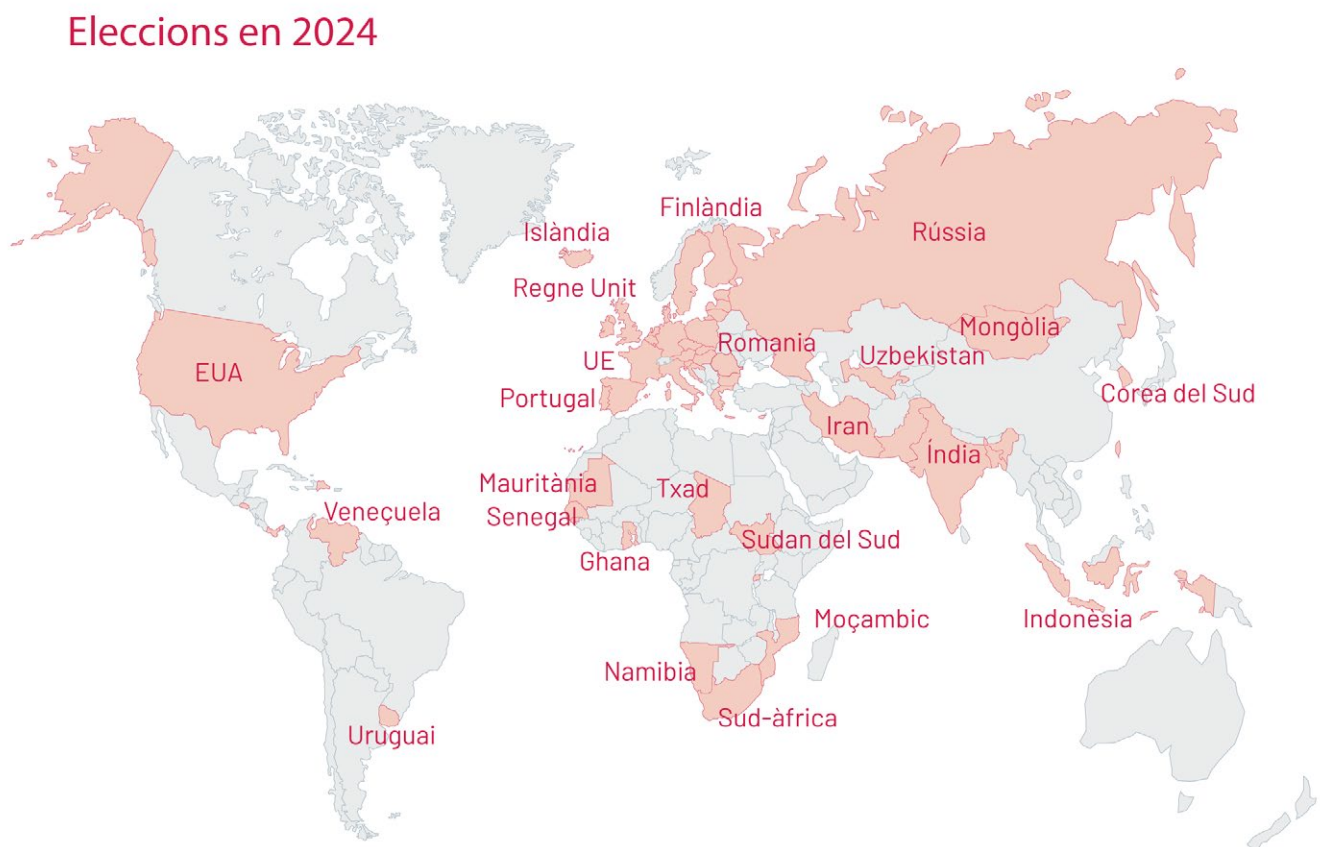 Eleccions en 2024
Finlàndia
Islàndia
Rússia
Regne Unit
Mongòlia
Romania
Uzbekistan
UE
EUA
Corea del Sud
Portugal
Iran
Índia
Mauritània
Txad
Veneçuela
Senegal
Sudan del Sud
Ghana
Moçambic
Indonèsia
Namibia
Sud-àfrica
Uruguai